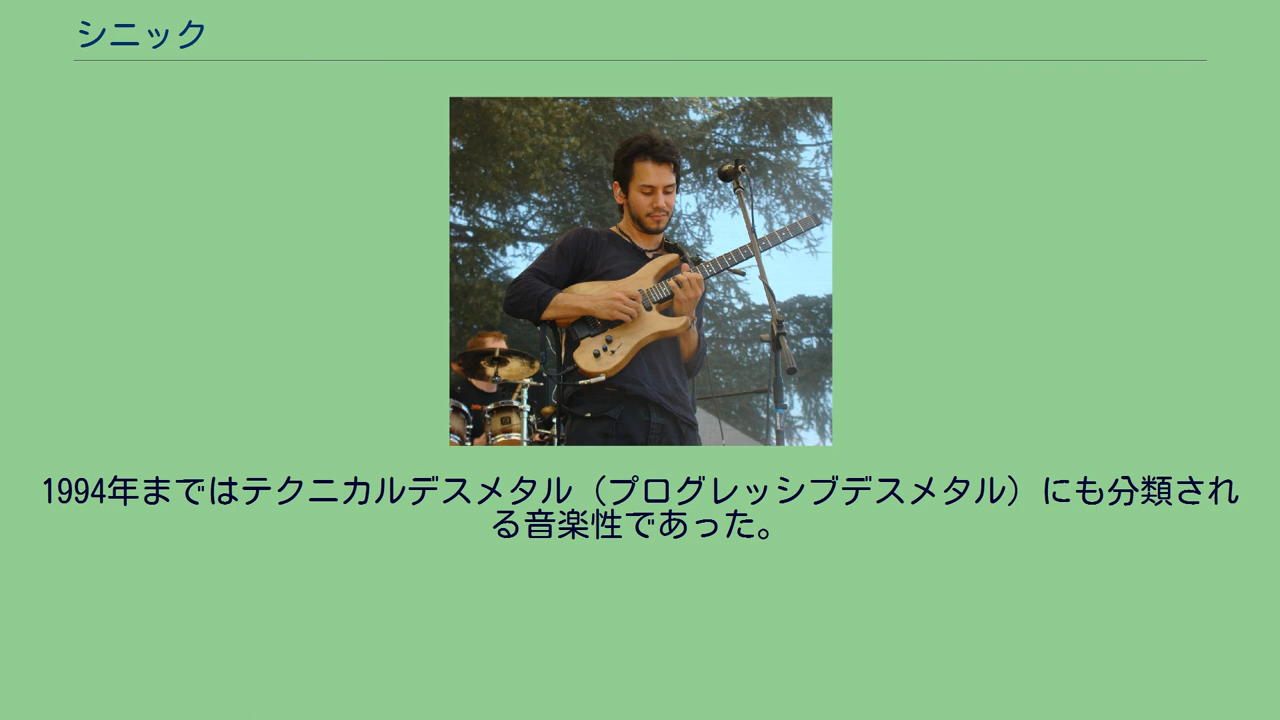 シニック
1994年まではテクニカルデスメタル（プログレッシブデスメタル）にも分類され
る音楽性であった。